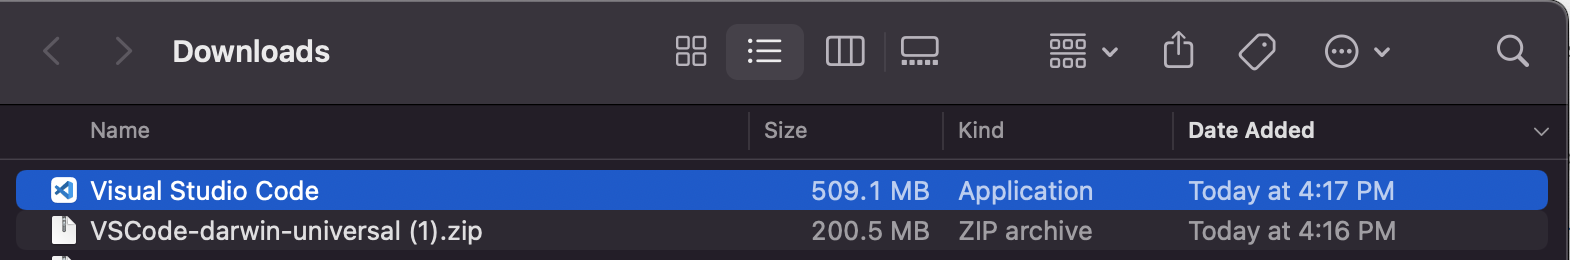 Downloads
Name Size Kind Date Added
Visual Studio Code 509.1 MB Application Today at 4:17 PM
VSCode-darwin-universal (1).zip 200.5 MB ZIP archive Today at 4:16 PM